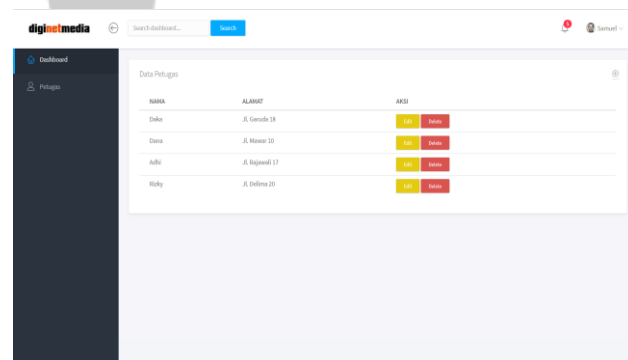 diginetmedia
Search dashboard...
Search
5
Samuel
Dashboard
Petugas
Data Petugas
NAMA ALAMAT AKSI
Deka Jl. Garuda 18 Edit Delete
Dana Jl. Mawar 10 Edit Delete
Adhi Jl. Rajawali 17 Edit Delete
Rizky Jl. Delima 20 Edit Delete